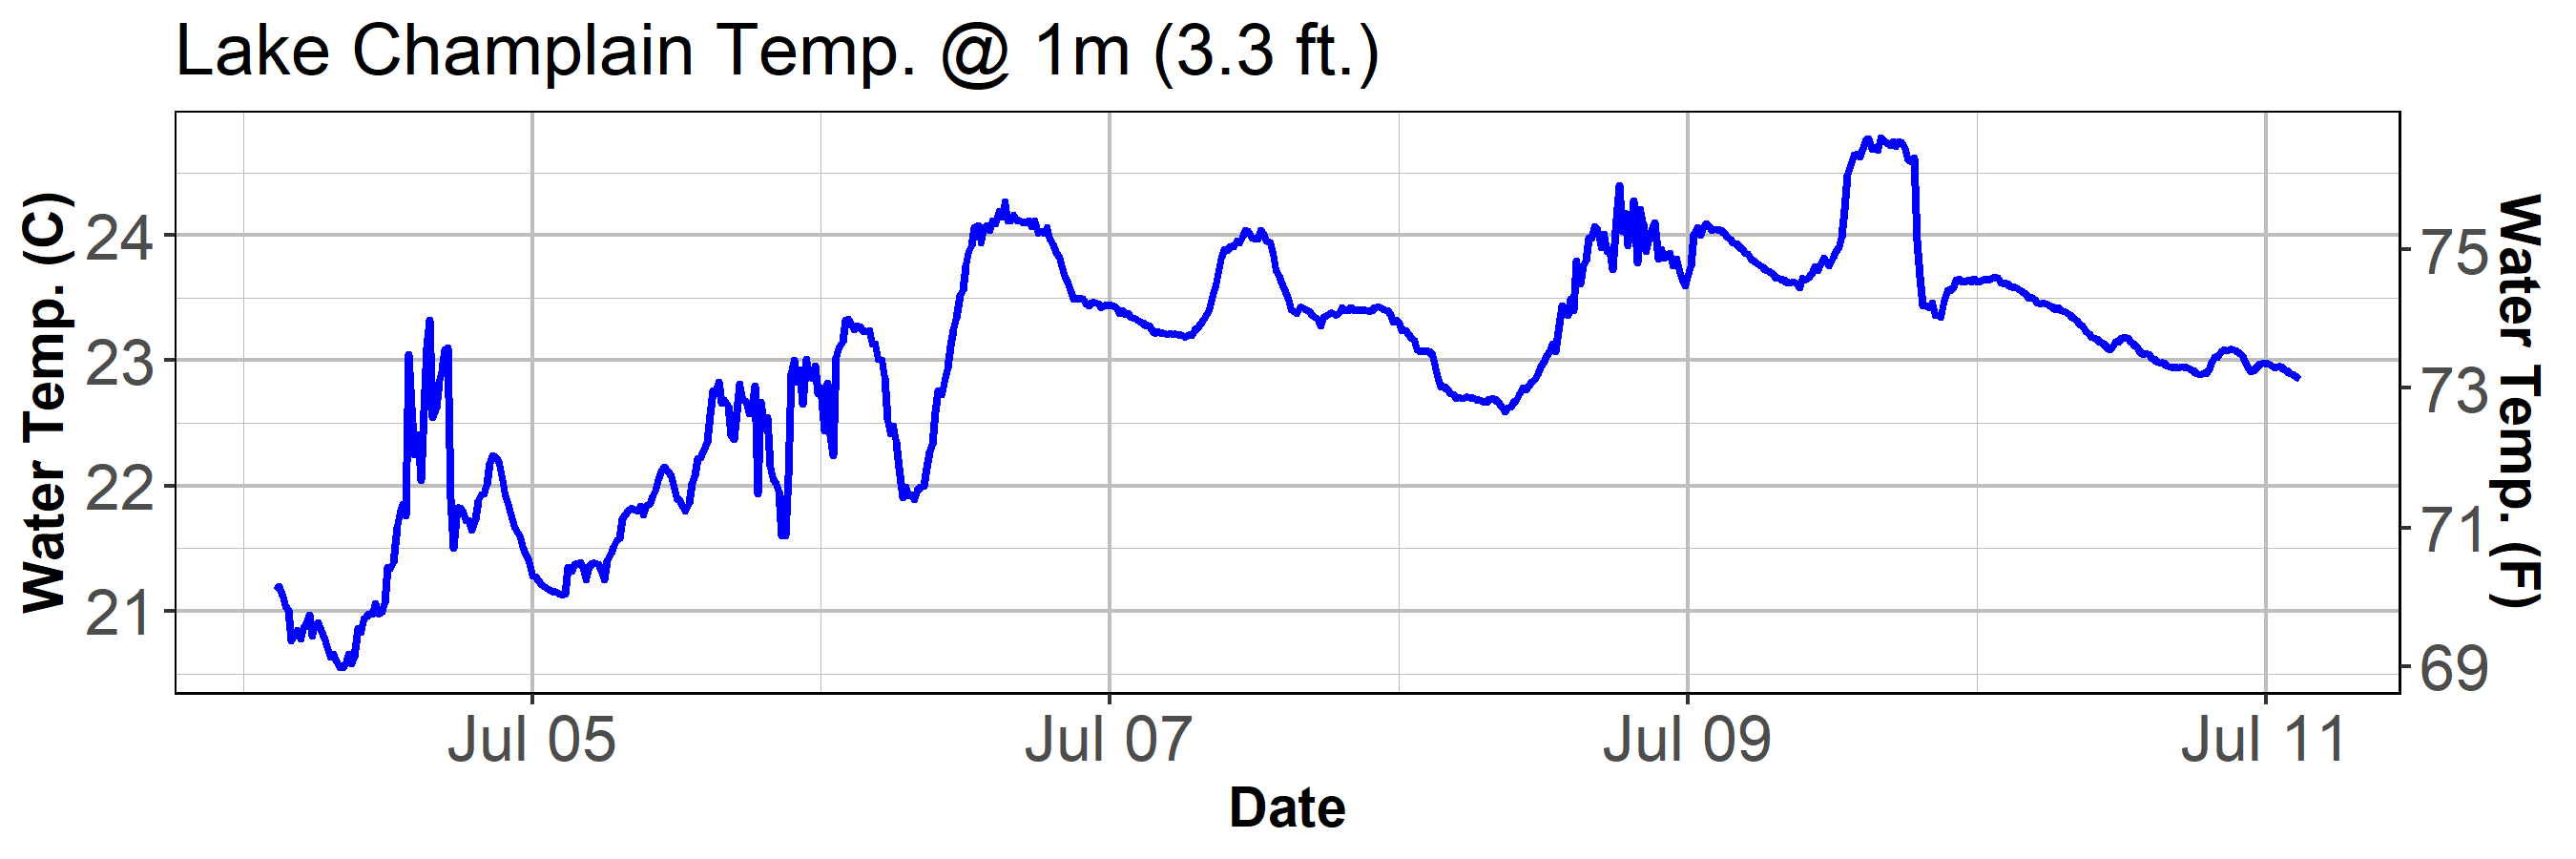 Lake Champlain Temp. @ 1m (3.3 ft.)
Water Temp. (C)
24
23
22
21
75
73
71
69
Water Temp. (F)
Jul 05
Jul 07
Jul 09
Jul 11
Date